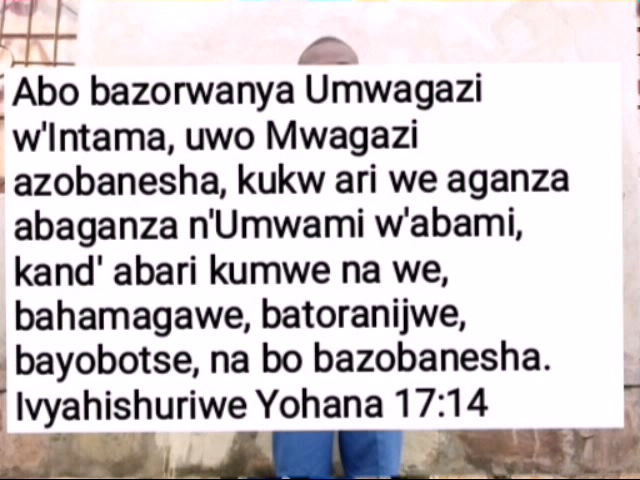 Abo bazorwanya Umwagazi
w'Intama, uwo Mwagazi
azobanesha, kukw ari we aganza
abaganza n'Umwami w'abami,
kand' abari kumwe na we,
bahamagawe, batoranijwe,
bayobotse, na bo bazobanesha.
Ivyahishuriwe Yohana 17:14